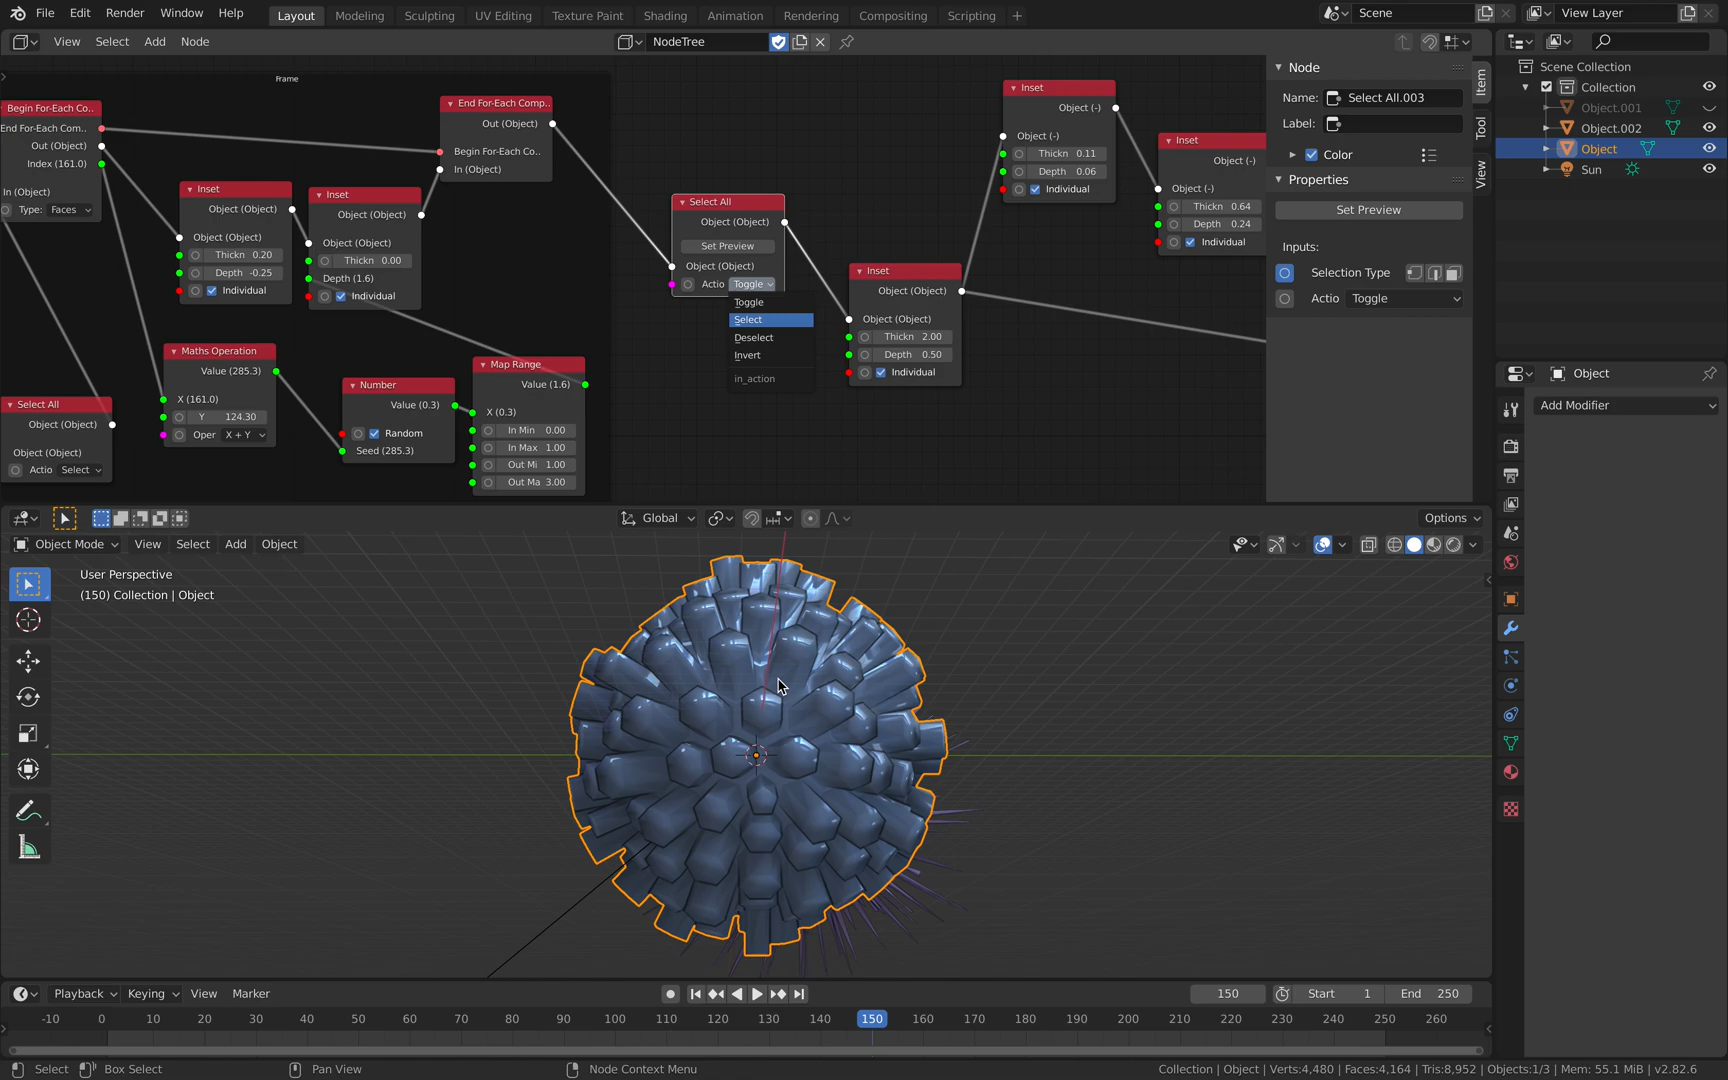 File Edit Render Window Help Layout Modeling Sculpting UV Editing Texture Paint Shading Animation Rendering Compositing Scripting + Scene View Layer
View Select Add Node NodeTree
Frame
Begin For-Each Co..
End For-Each Com..
Out (Object)
Index (161.0)
In (Object)
Type: Faces
End For-Each Comp..
Out (Object)
Begin For-Each Co..
In (Object)
Inset
Object (Object)
Object (Object)
Thickn 0.20
Depth -0.25
Individual
Inset
Object (Object)
Object (Object)
Thickn 0.00
Depth (1.6)
Individual
Maths Operation
Value (285.3)
X (161.0)
Y 124.30
Oper X + Y
Number
Value (0.3)
Random
Seed (285.3)
Map Range
Value (1.6)
X (0.3)
In Min 0.00
In Max 1.00
Out Mi 1.00
Out Ma 3.00
Select All
Object (Object)
Object (Object)
Actio Select
Select All
Object (Object)
Set Preview
Object (Object)
Actio Toggle
Toggle
Select
Deselect
Invert
in_action
Inset
Object (Object)
Object (Object)
Thickn 2.00
Depth 0.50
Individual
Inset
Object (-)
Object (-)
Thickn 0.11
Depth 0.06
Individual
Inset
Object (-)
Object (-)
Thickn 0.64
Depth 0.24
Individual
Node
Name: Select All.003
Label:
Color
Properties
Set Preview
Inputs:
Selection Type
Actio Toggle
Item
Tool
View
Scene Collection
Collection
Object.001
Object.002
Object
Sun
Object
Add Modifier
Global Options
Object Mode View Select Add Object
User Perspective
(150) Collection | Object
Playback Keying View Marker 150 Start 1 End 250
-10 0 10 20 30 40 50 60 70 80 90 100 110 120 130 140 150 160 170 180 190 200 210 220 230 240 250 260
Select Box Select Pan View Node Context Menu Collection | Object | Verts:4,480 | Faces:4,164 | Tris:8,952 | Objects:1/3 | Mem: 55.1 MiB | v2.82.6